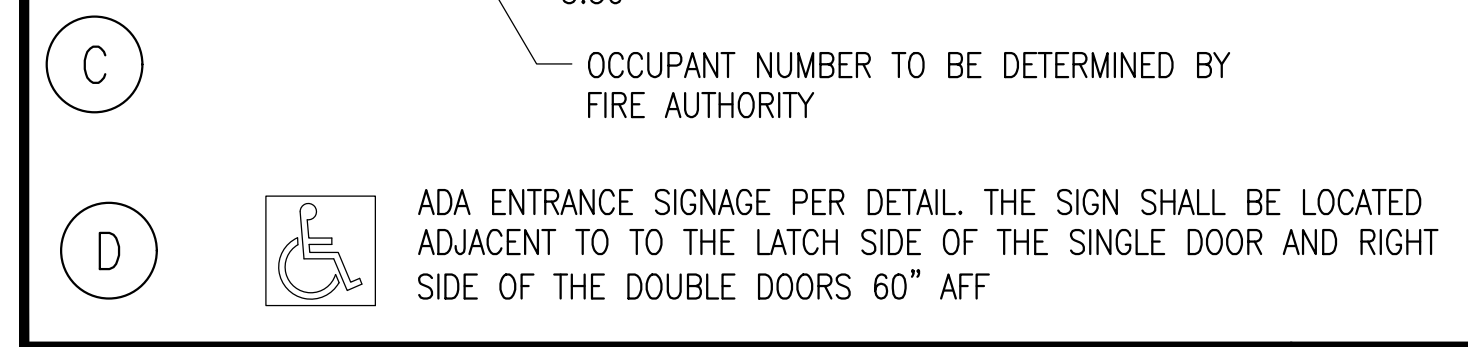 C
OCCUPANT NUMBER TO BE DETERMINED BY
FIRE AUTHORITY
D
ADA ENTRANCE SIGNAGE PER DETAIL. THE SIGN SHALL BE LOCATED
ADJACENT TO TO THE LATCH SIDE OF THE SINGLE DOOR AND RIGHT
SIDE OF THE DOUBLE DOORS 60” AFF